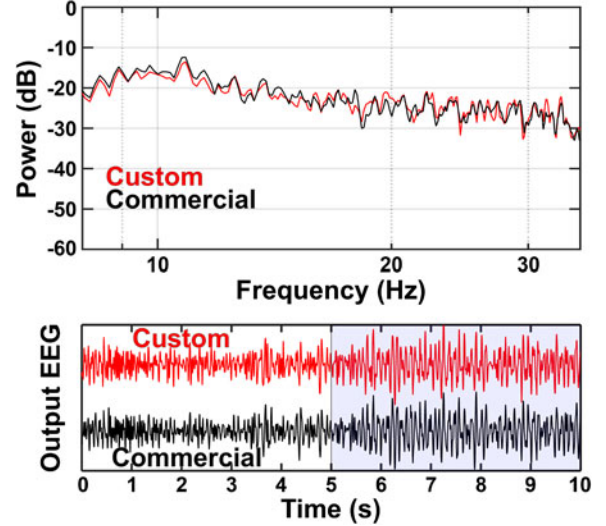 0
-10
-20
-30
-40
-50
-60
Power (dB)
Custom
Commercial
10 20 30
Frequency (Hz)
Output EEG
Custom
Commercial
0 1 2 3 4 5 6 7 8 9 10
Time (s)